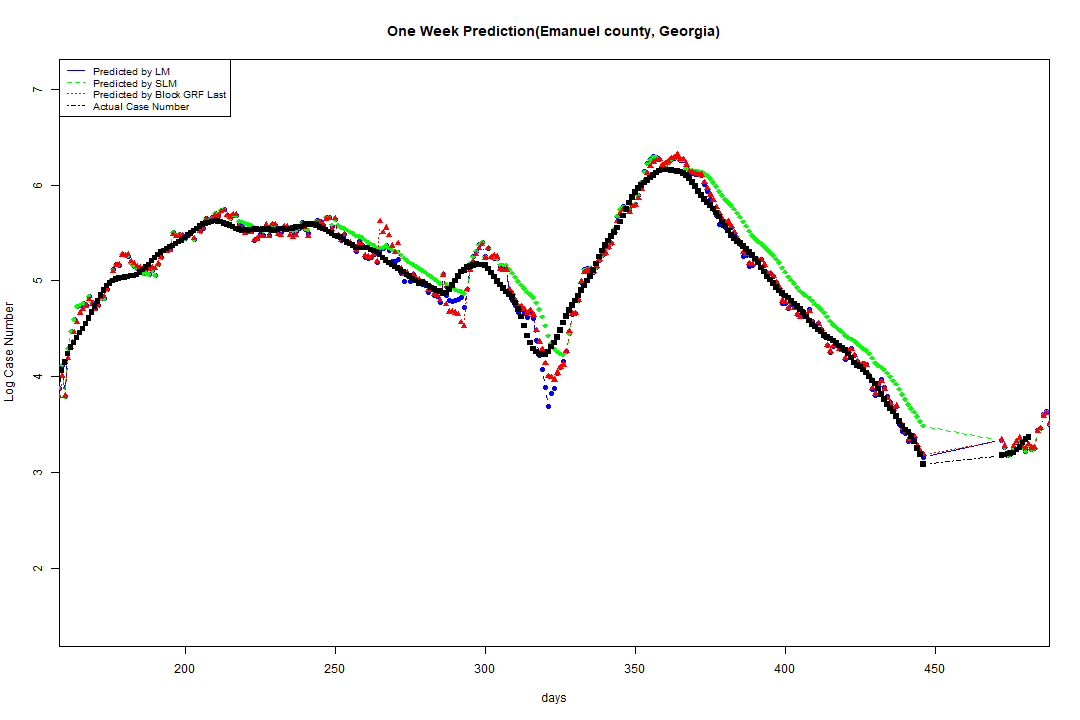 One Week Prediction(Emanuel county, Georgia)
Predicted by LM
Predicted by SLM
Predicted by Block GRF Last
Actual Case Number
7
6
5
4
3
2
Log Case Number
200 250 300 350 400 450
days